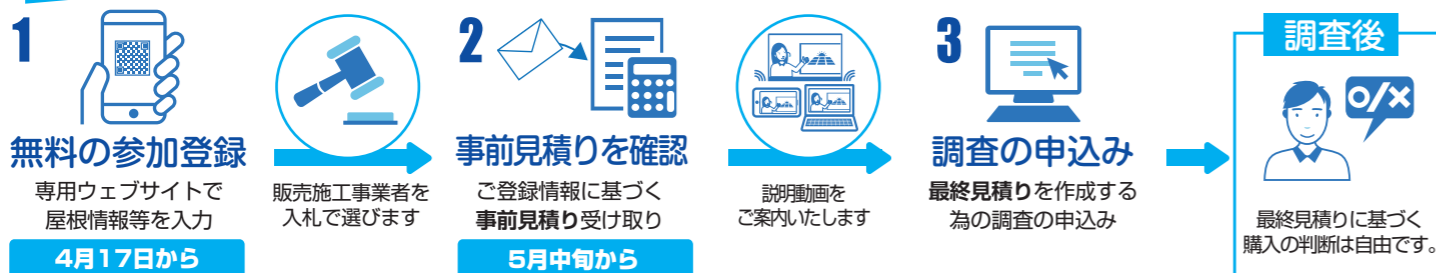 1
無料の参加登録
専用ウェブサイトで
屋根情報等を入力
4月17日から
販売施工事業者を
入札で選びます
2
事前見積りを確認
ご登録情報に基づく
事前見積り受け取り
5月中旬から
説明動画を
ご案内いたします
3
調査の申込み
最終見積りを作成する
為の調査の申込み
調査後
o/x
最終見積りに基づく
購入の判断は自由です。